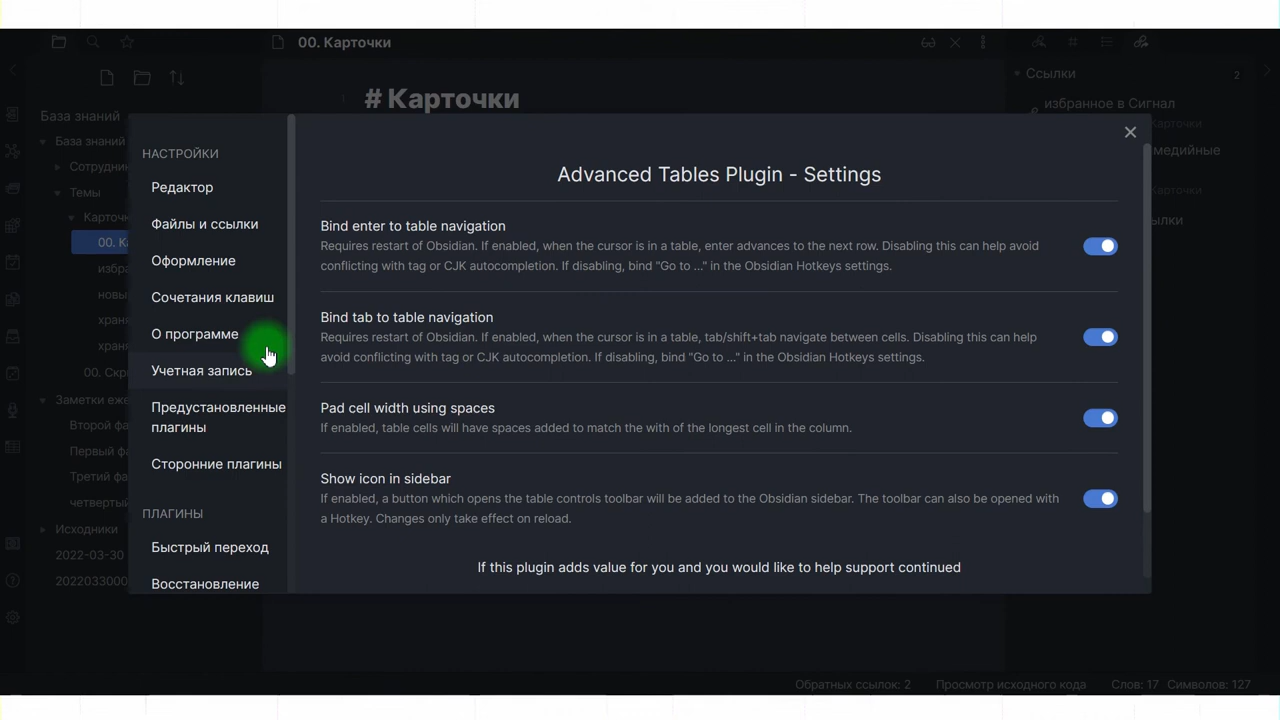 00. Карточки
# Карточки
1
База знаний
База знаний
Сотрудник
Темы
Карточ
00. Ка
избра
новы
храня
храня
00. Скр
Заметки еже
Второй фа
Первый фа
Третий фа
четвертый
Исходники
2022-03-30
2022033000
НАСТРОЙКИ
Редактор
Файлы и ссылки
Оформление
Сочетания клавиш
О программе
Учетная запись
Предустановленные
плагины
Сторонние плагины
ПЛАГИНЫ
Быстрый переход
Восстановление
Advanced Tables Plugin - Settings
Bind enter to table navigation
Requires restart of Obsidian. If enabled, when the cursor is in a table, enter advances to the next row. Disabling this can help avoid
conflicting with tag or CJK autocompletion. If disabling, bind "Go to ..." in the Obsidian Hotkeys settings.
Bind tab to table navigation
Requires restart of Obsidian. If enabled, when the cursor is in a table, tab/shift+tab navigate between cells. Disabling this can help
avoid conflicting with tag or CJK autocompletion. If disabling, bind "Go to ..." in the Obsidian Hotkeys settings.
Pad cell width using spaces
If enabled, table cells will have spaces added to match the with of the longest cell in the column.
Show icon in sidebar
If enabled, a button which opens the table controls toolbar will be added to the Obsidian sidebar. The toolbar can also be opened with
a Hotkey. Changes only take effect on reload.
If this plugin adds value for you and you would like to help support continued
Ссылки
2
избранное в Сигнал
Карточки
медийные
Карточки
ылки
Обратных ссылок: 2
Просмотр исходного кода
Слов: 17
Символов: 127